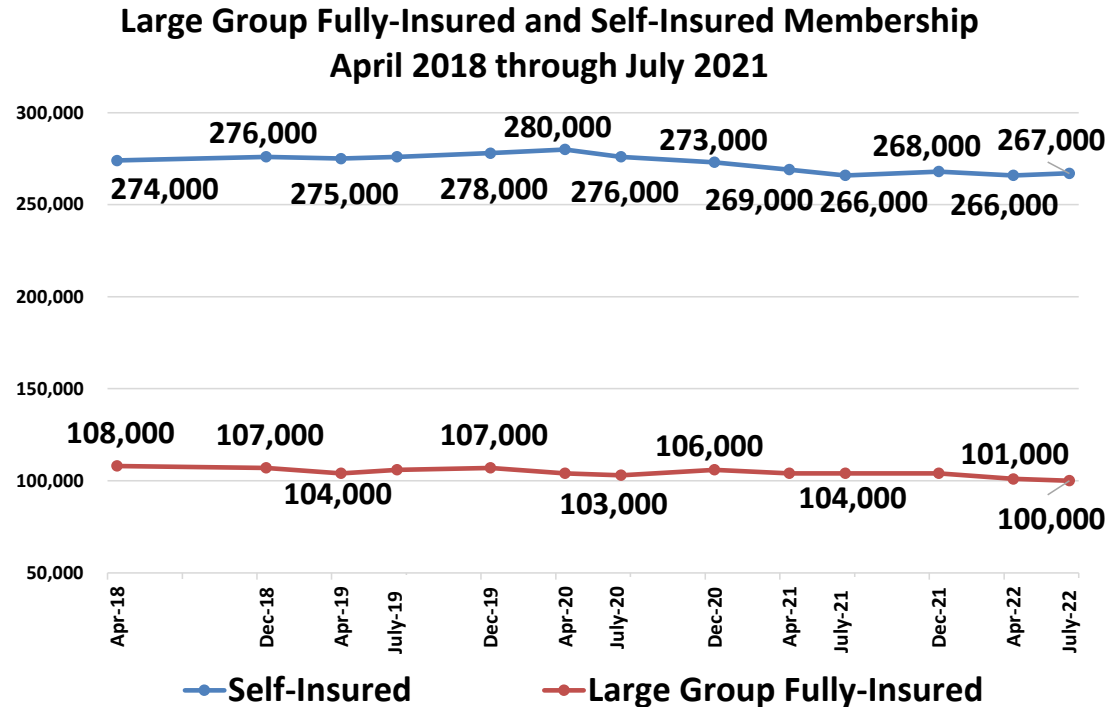 Large Group Fully-Insured and Self-Insured Membership
April 2018 through July 2021
300,000
250,000
200,000
150,000
100,000
50,000
276,000
280,000
273,000
268,000
267,000
274,000
275,000
278,000
276,000
269,000
266,000
266,000
108,000
107,000
107,000
106,000
101,000
104,000
103,000
104,000
100,000
Apr-18
Dec-18
Apr-19
July-19
Dec-19
Apr-20
July-20
Dec-20
Apr-21
July-21
Dec-21
Apr-22
July-22
Self-Insured
Large Group Fully-Insured